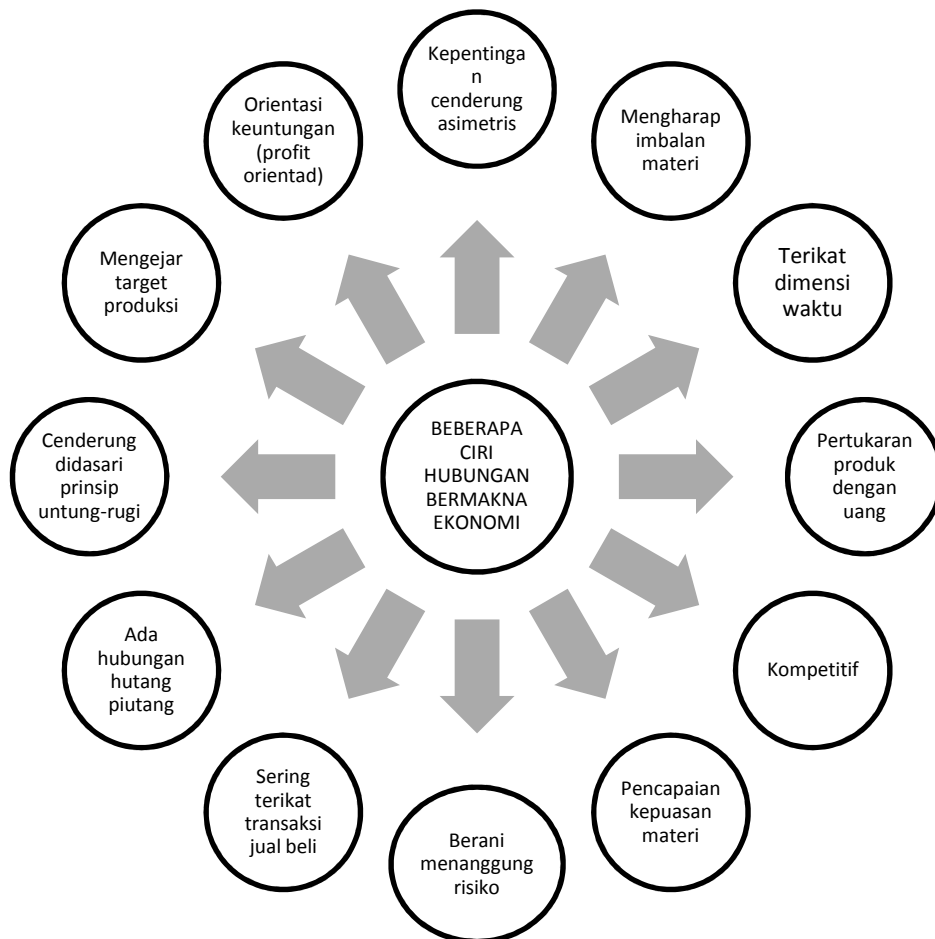 Kepentinga
n
cenderung
asimetris
Mengharap
imbalan
materi
Terikat
dimensi
waktu
Pertukaran
produk
dengan
uang
Kompetitif
Pencapaian
kepuasan
materi
Berani
menanggung
risiko
Sering
terikat
transaksi
jual beli
Ada
hubungan
hutang
piutang
Cenderung
didasari
prinsip
untung-rugi
Mengejar
target
produksi
Orientasi
keuntungan
(profit
orientad)
BEBERAPA
CIRI
HUBUNGAN
BERMAKNA
EKONOMI